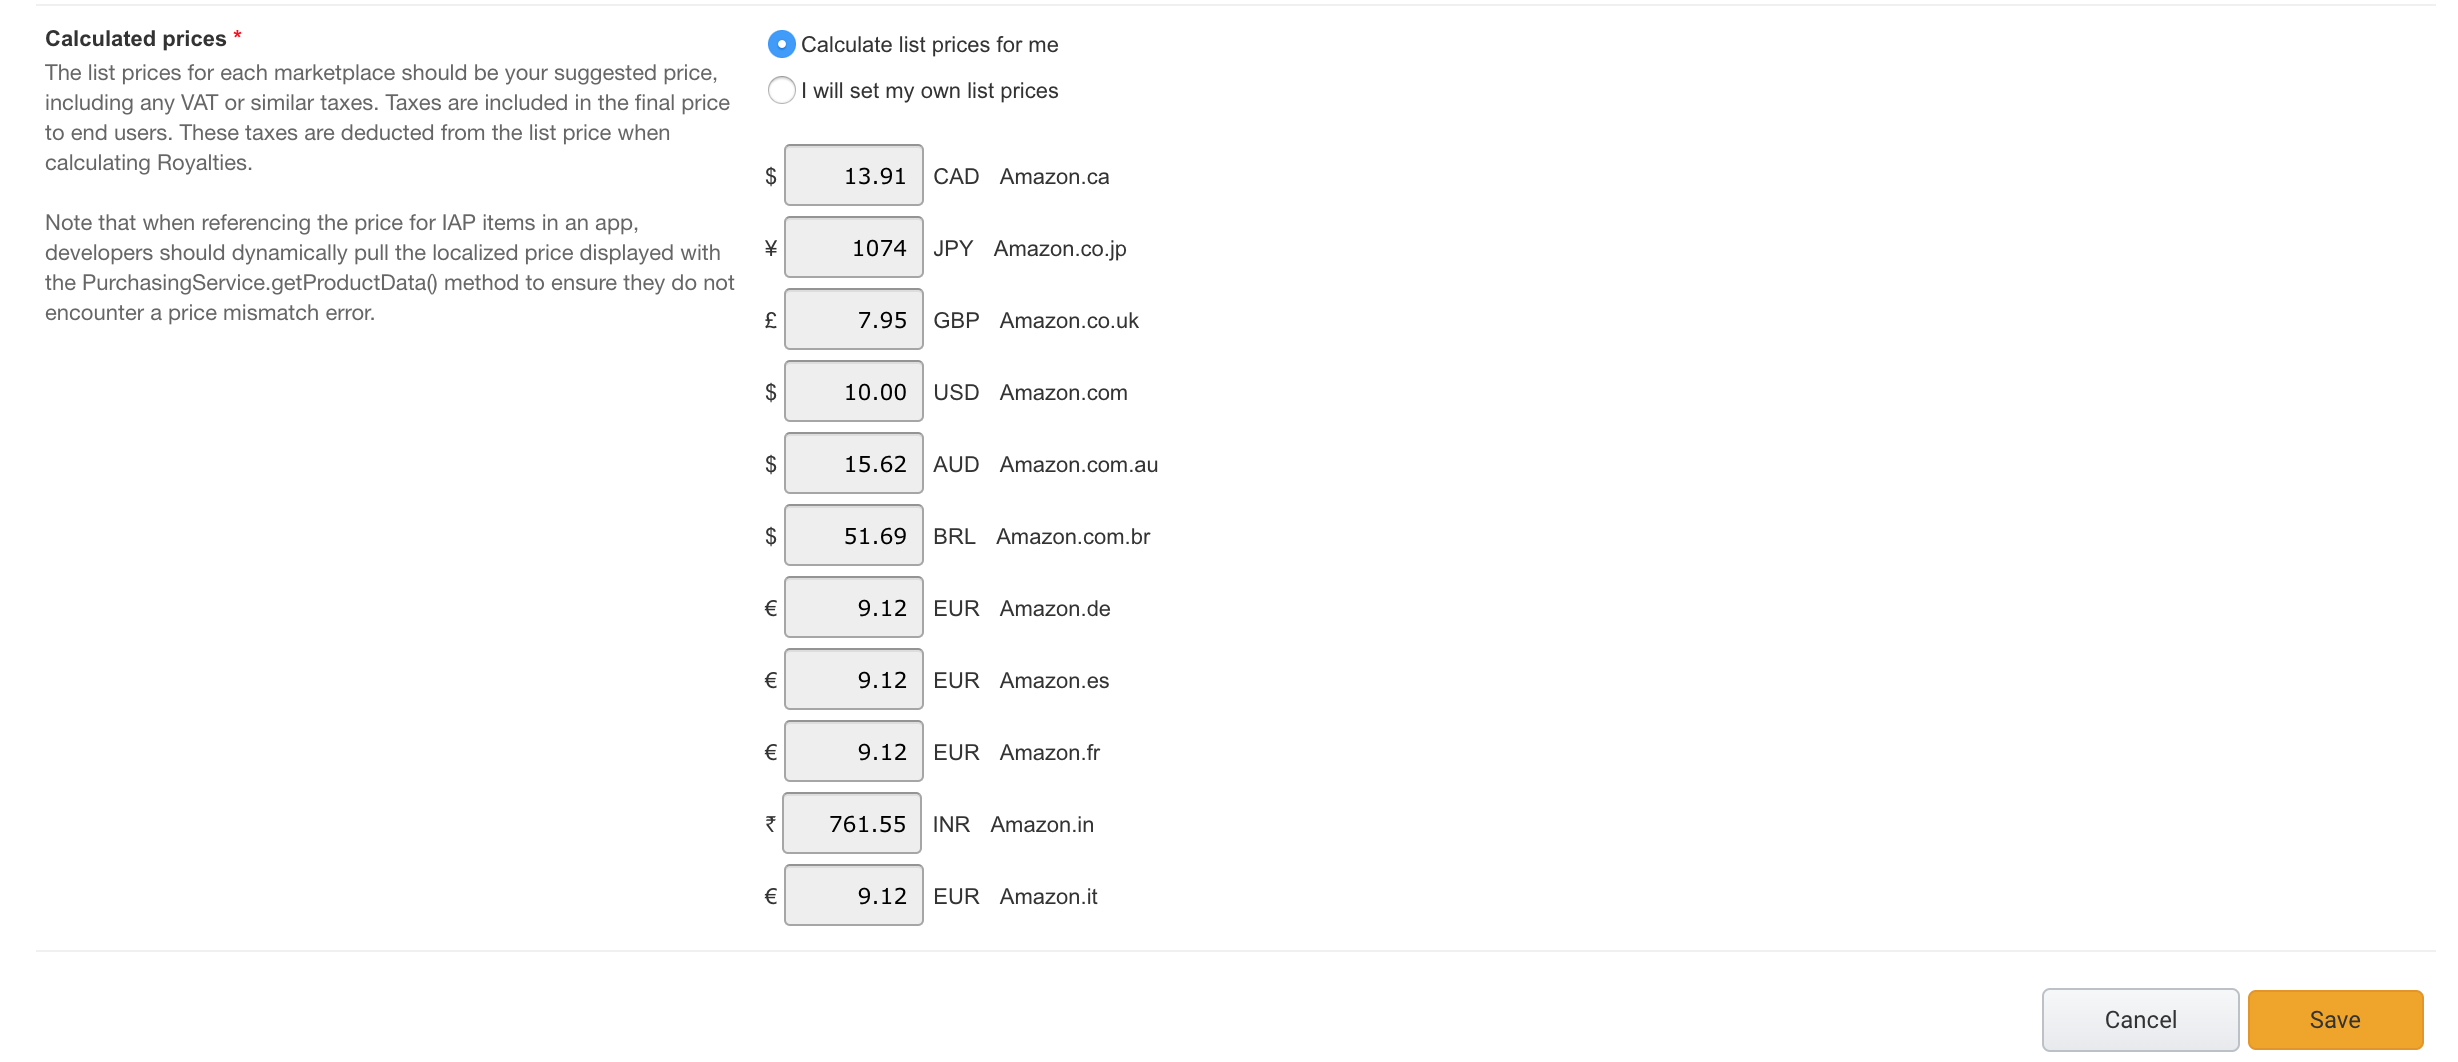 Calculated prices *
The list prices for each marketplace should be your suggested price,
including any VAT or similar taxes. Taxes are included in the final price
to end users. These taxes are deducted from the list price when
calculating Royalties.
Note that when referencing the price for IAP items in an app,
developers should dynamically pull the localized price displayed with
the PurchasingService.getProductData() method to ensure they do not
encounter a price mismatch error.
Calculate list prices for me
I will set my own list prices
$ 13.91 CAD Amazon.ca
¥ 1074 JPY Amazon.co.jp
£ 7.95 GBP Amazon.co.uk
$ 10.00 USD Amazon.com
$ 15.62 AUD Amazon.com.au
$ 51.69 BRL Amazon.com.br
€ 9.12 EUR Amazon.de
€ 9.12 EUR Amazon.es
€ 9.12 EUR Amazon.fr
₹ 761.55 INR Amazon.in
€ 9.12 EUR Amazon.it
Cancel Save